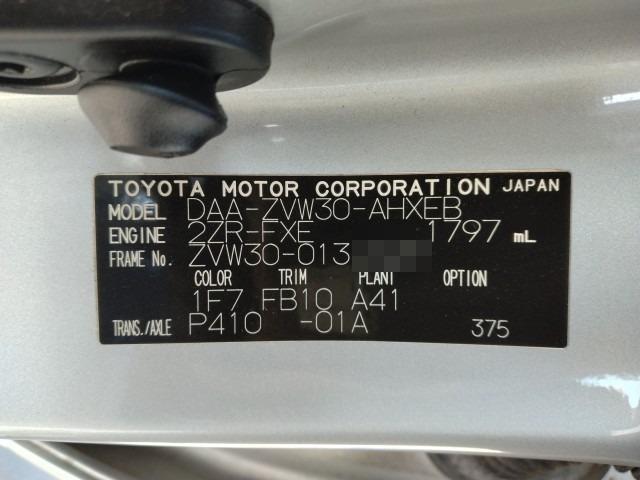 TOYOTA MOTOR CORPORATION JAPAN
MODEL DAA-ZVW30-AHXEB
ENGINE 2ZR-FXE 1797 mL
FRAME No. ZVW30-013
COLOR TRIM PLANT OPTION
1F7 FB10 A41
TRANS./AXLE P410 -01A 375